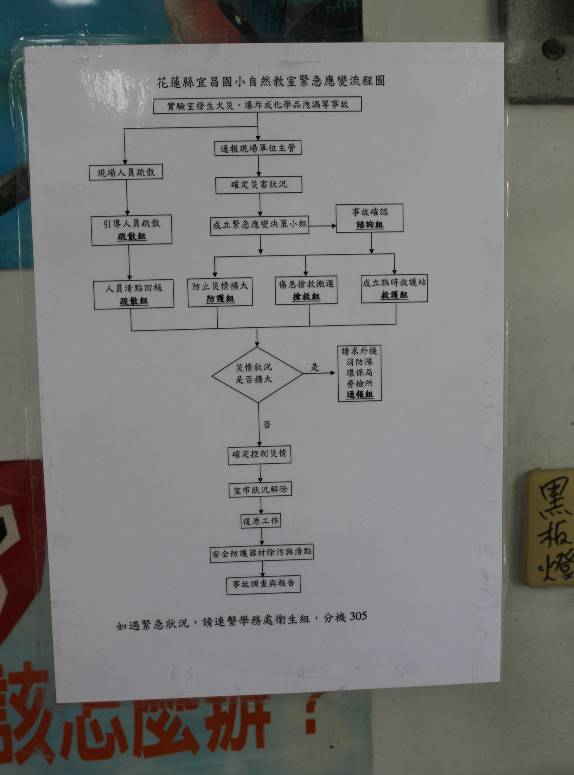 花蓮縣宜昌國小自然教室緊急應變流程圖
實驗室發生火災、爆炸或化學品洩漏等事故
通報現場單位主管
現場人員疏散
確定災害狀況
引導人員疏散
疏散組
成立緊急應變決策小組
事故確認
諮詢組
人員清點回報
疏散組
防止災情擴大
防護組
傷患搶救搬運
搶救組
成立臨時救護站
救護組
災情狀況
是否擴大
是
請求外援
消防隊
環保局
勞檢所
通報組
否
確定控制災情
宣布狀況解除
復原工作
安全防護器材除污與清點
事故調查與報告
如遇緊急狀況，請連繫學務處衛生組，分機 305
黑
板
燈
該怎麼辦？